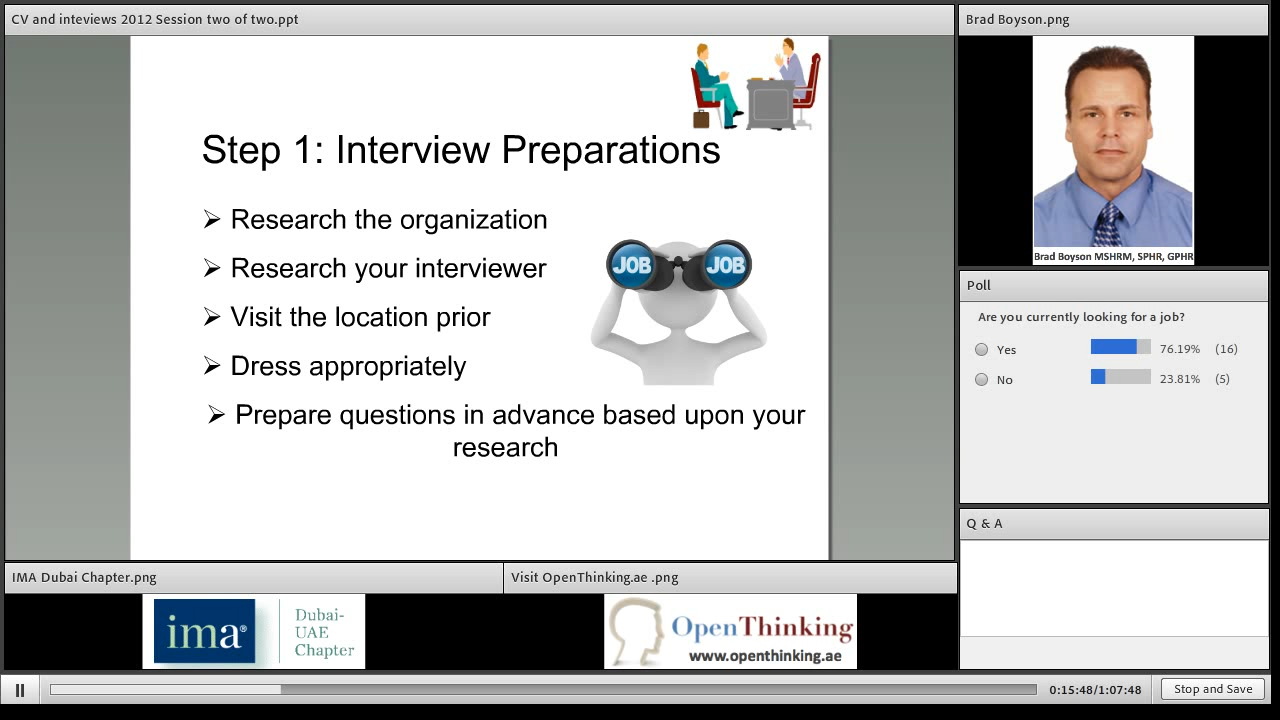 CV and inteviews 2012 Session two of two.ppt
Step 1: Interview Preparations
➢ Research the organization
➢ Research your interviewer
➢ Visit the location prior
➢ Dress appropriately
➢ Prepare questions in advance based upon your
research
JOB JOB
Brad Boyson.png
Brad Boyson MSHRM, SPHR, GPHR
Poll
Are you currently looking for a job?
Yes 76.19% (16)
No 23.81% (5)
Q & A
IMA Dubai Chapter.png
ima®
Dubai-
UAE
Chapter
Visit OpenThinking.ae .png
OpenThinking
www.openthinking.ae
0:15:48/1:07:48
Stop and Save